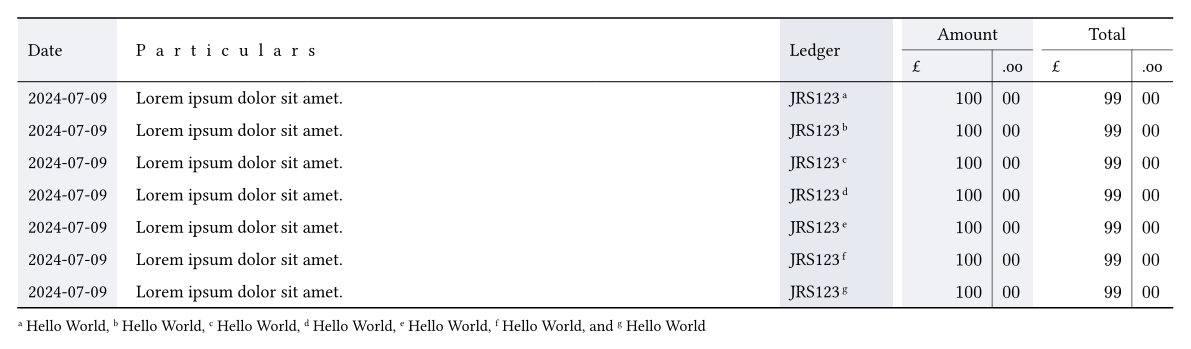 Amount Total
Date P a r t i c u l a r s Ledger
£ .00 £ .00
2024-07-09 Lorem ipsum dolor sit amet. JRS123 a 100 00 99 00
2024-07-09 Lorem ipsum dolor sit amet. JRS123 b 100 00 99 00
2024-07-09 Lorem ipsum dolor sit amet. JRS123 c 100 00 99 00
2024-07-09 Lorem ipsum dolor sit amet. JRS123 d 100 00 99 00
2024-07-09 Lorem ipsum dolor sit amet. JRS123 e 100 00 99 00
2024-07-09 Lorem ipsum dolor sit amet. JRS123 f 100 00 99 00
2024-07-09 Lorem ipsum dolor sit amet. JRS123 g 100 00 99 00
a Hello World, b Hello World, c Hello World, d Hello World, e Hello World, f Hello World, and g Hello World